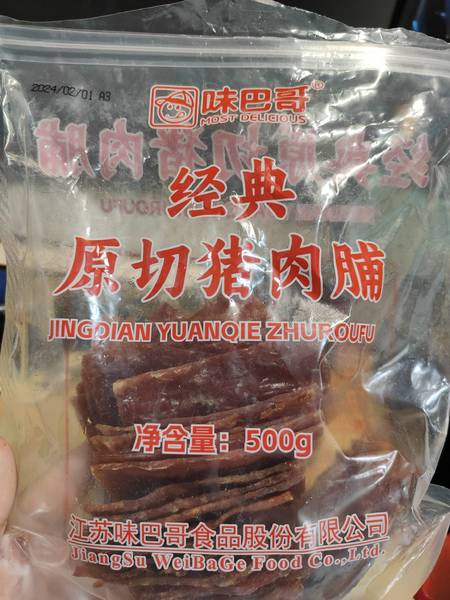 2024/02/01 A3
味巴哥®
MOST DELICIOUS
经典
原切猪肉脯
JINGDIAN YUANQIE ZHUROUFU
净含量：500g
江苏味巴哥食品股份有限公司
JiangSu WeiBaGe Food Co.,Ltd.